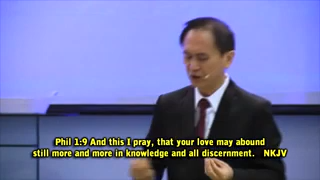 Phil 1:9 And this I pray, that your love may abound
still more and more in knowledge and all discernment.   NKJV